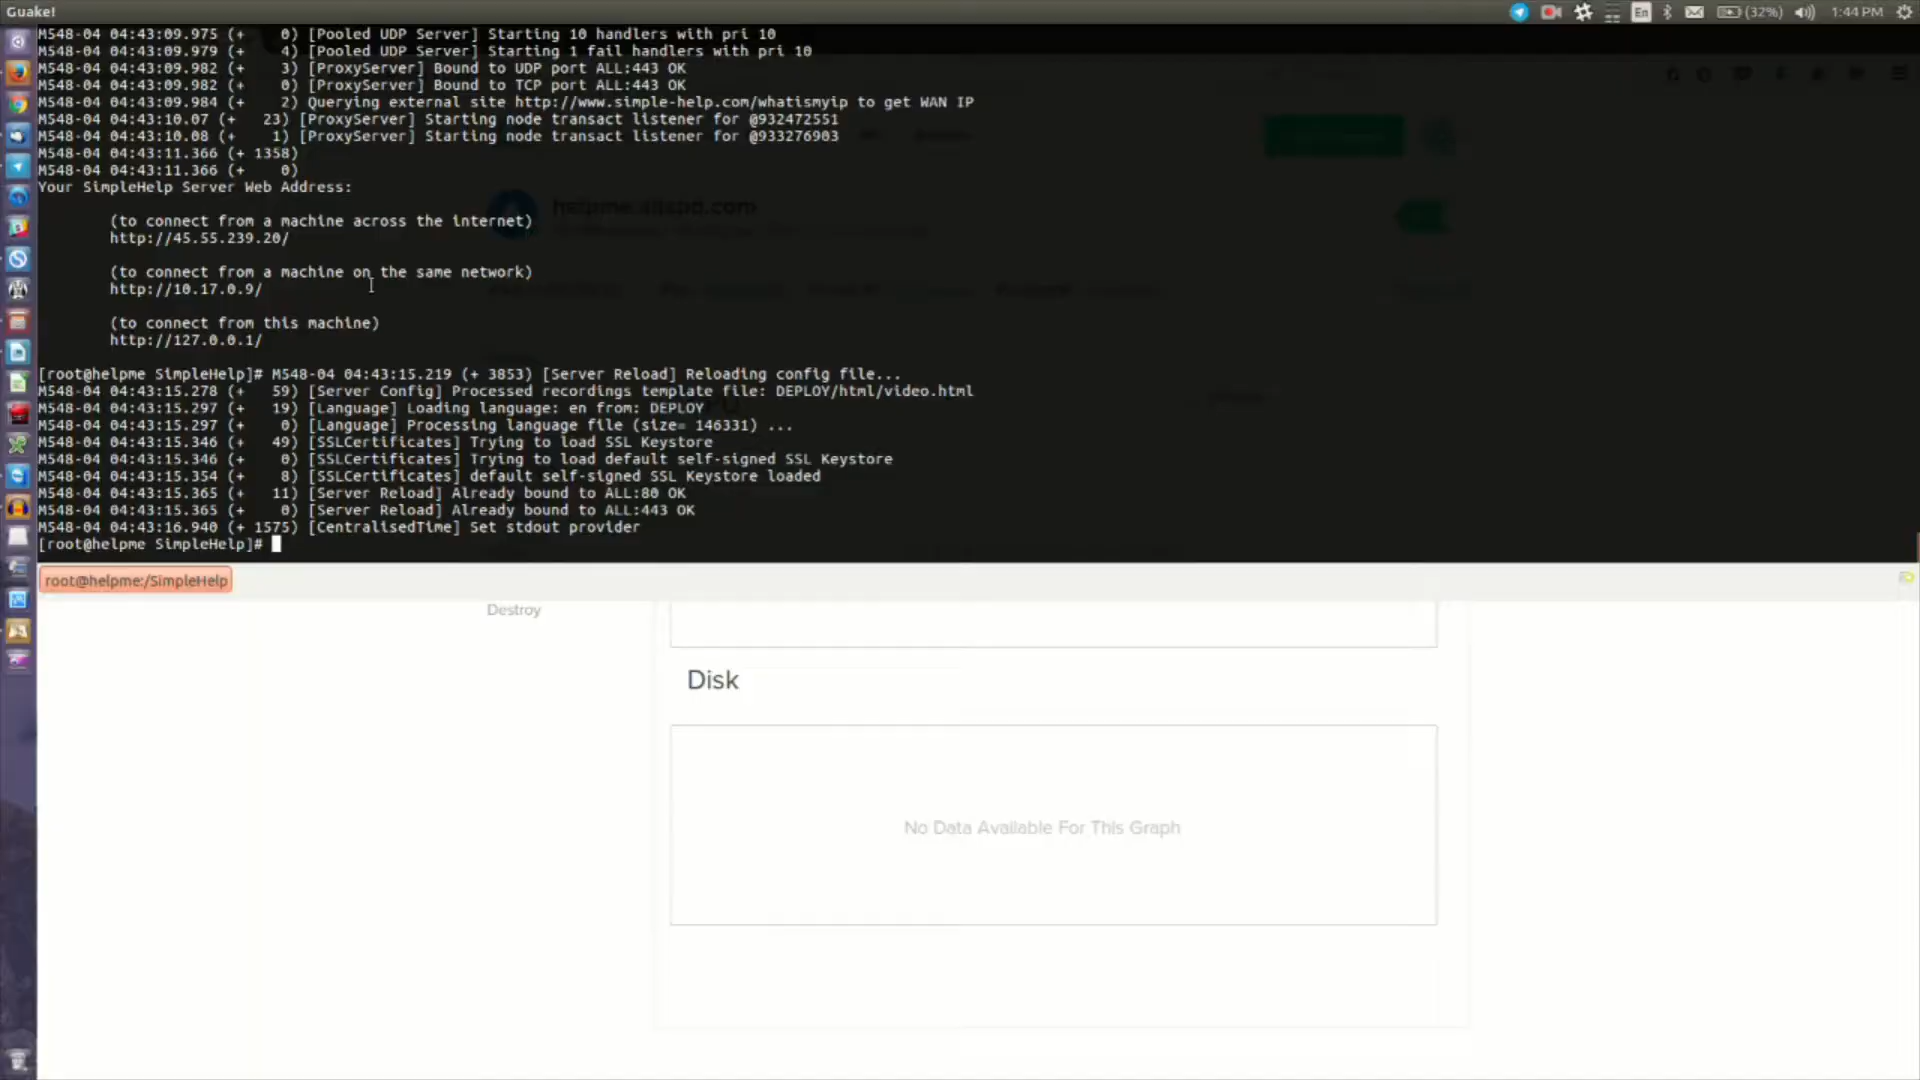 Guake!
En
(32%)
1:44 PM
M548-04 04:43:09.975 (+    0) [Pooled UDP Server] Starting 10 handlers with pri 10
M548-04 04:43:09.979 (+    4) [Pooled UDP Server] Starting 1 fail handlers with pri 10
M548-04 04:43:09.982 (+    3) [ProxyServer] Bound to UDP port ALL:443 OK
M548-04 04:43:09.982 (+    0) [ProxyServer] Bound to TCP port ALL:443 OK
M548-04 04:43:09.984 (+    2) Querying external site http://www.simple-help.com/whatismyip to get WAN IP
M548-04 04:43:10.07 (+   23) [ProxyServer] Starting node transact listener for @932472551
M548-04 04:43:10.08 (+    1) [ProxyServer] Starting node transact listener for @933276903
M548-04 04:43:11.366 (+ 1358)
M548-04 04:43:11.366 (+    0)
Your SimpleHelp Server Web Address:
(to connect from a machine across the internet)
http://45.55.239.20/
(to connect from a machine on the same network)
http://10.17.0.9/
(to connect from this machine)
http://127.0.0.1/
[root@helpme SimpleHelp]# M548-04 04:43:15.219 (+ 3853) [Server Reload] Reloading config file...
M548-04 04:43:15.278 (+   59) [Server Config] Processed recordings template file: DEPLOY/html/video.html
M548-04 04:43:15.297 (+   19) [Language] Loading language: en from: DEPLOY
M548-04 04:43:15.297 (+    0) [Language] Processing language file (size= 146331) ...
M548-04 04:43:15.346 (+   49) [SSLCertificates] Trying to load SSL Keystore
M548-04 04:43:15.346 (+    0) [SSLCertificates] Trying to load default self-signed SSL Keystore
M548-04 04:43:15.354 (+    8) [SSLCertificates] default self-signed SSL Keystore loaded
M548-04 04:43:15.365 (+   11) [Server Reload] Already bound to ALL:80 OK
M548-04 04:43:15.365 (+    0) [Server Reload] Already bound to ALL:443 OK
M548-04 04:43:16.940 (+ 1575) [CentralisedTime] Set stdout provider
[root@helpme SimpleHelp]#
root@helpme:/SimpleHelp
Destroy
Disk
No Data Available For This Graph